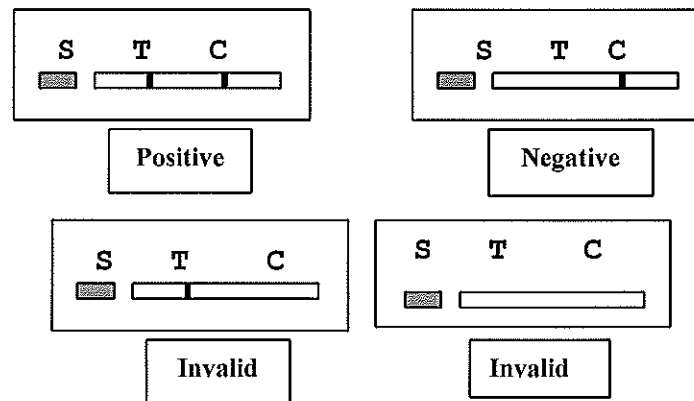 S T C
S T C
Positive
Negative
S T C
S T C
Invalid
Invalid